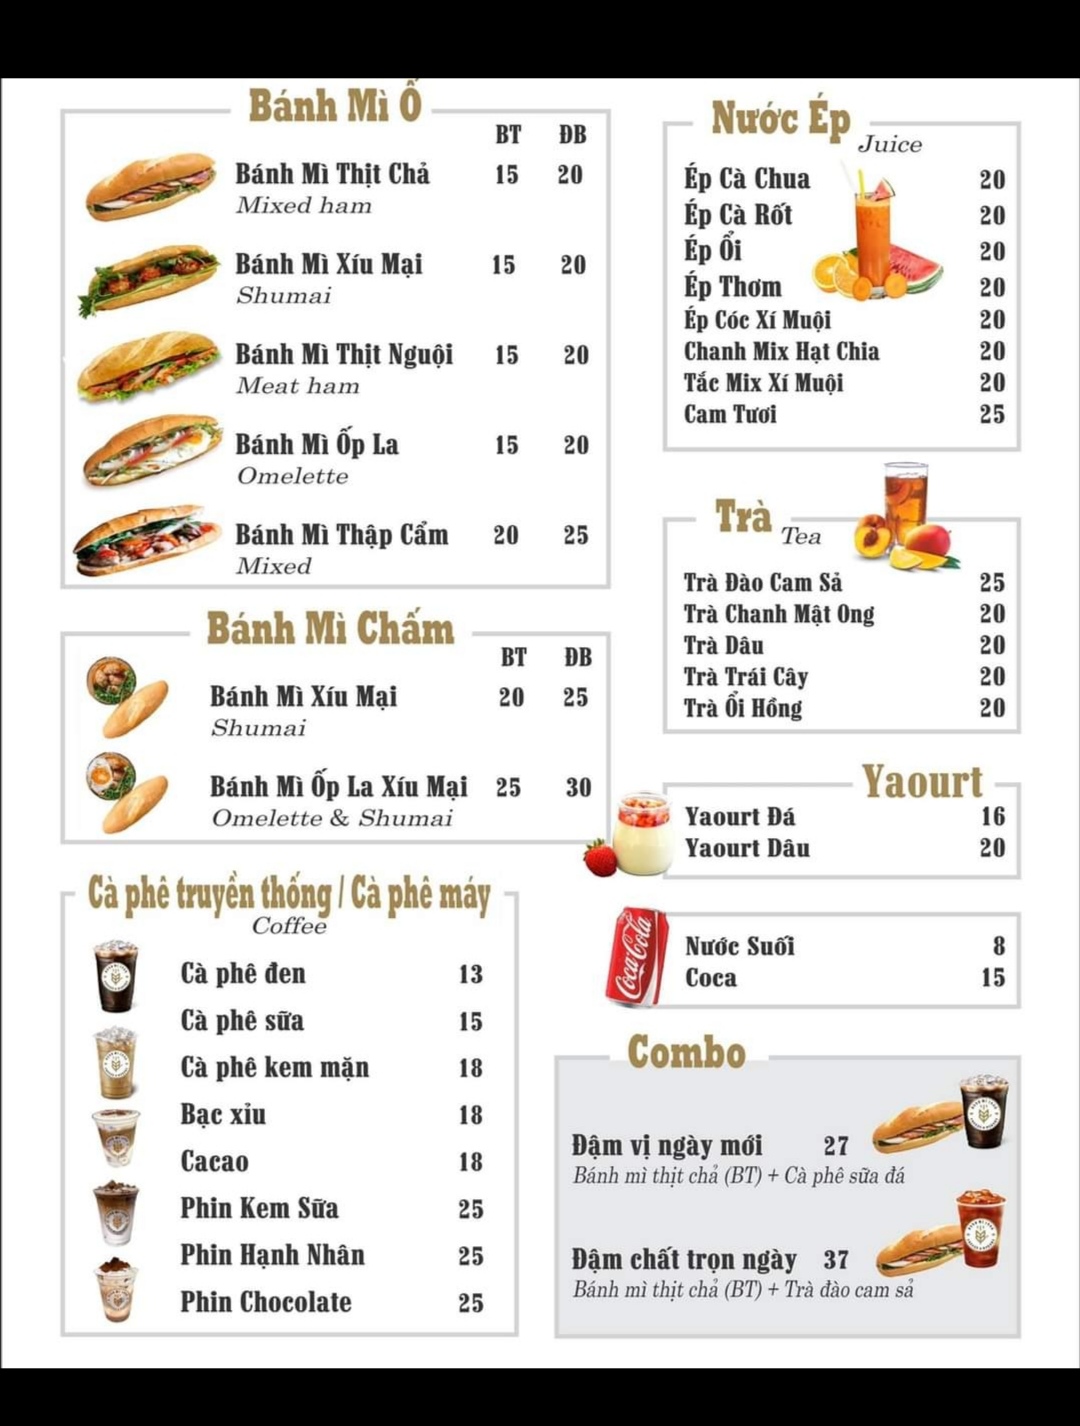 Bánh Mì Ổ
BT ĐB
Bánh Mì Thịt Chả 15 20
Mixed ham
Bánh Mì Xíu Mại 15 20
Shumai
Bánh Mì Thịt Nguội 15 20
Meat ham
Bánh Mì Ốp La 15 20
Omelette
Bánh Mì Thập Cẩm 20 25
Mixed
Bánh Mì Chấm
BT ĐB
Bánh Mì Xíu Mại 20 25
Shumai
Bánh Mì Ốp La Xíu Mại 25 30
Omelette & Shumai
Cà phê truyền thống / Cà phê máy
Coffee
Cà phê đen 13
Cà phê sữa 15
Cà phê kem mặn 18
Bạc xỉu 18
Cacao 18
Phin Kem Sữa 25
Phin Hạnh Nhân 25
Phin Chocolate 25
Nước Ép
Juice
Ép Cà Chua 20
Ép Cà Rốt 20
Ép Ổi 20
Ép Thơm 20
Ép Cóc Xí Muội 20
Chanh Mix Hạt Chia 20
Tắc Mix Xí Muội 20
Cam Tươi 25
Trà
Tea
Trà Đào Cam Sả 25
Trà Chanh Mật Ong 20
Trà Dâu 20
Trà Trái Cây 20
Trà Ổi Hồng 20
Yaourt
Yaourt Đá 16
Yaourt Dâu 20
Coca-Cola
Nước Suối 8
Coca 15
Combo
Đậm vị ngày mới 27
Bánh mì thịt chả (BT) + Cà phê sữa đá
Đậm chất trọn ngày 37
Bánh mì thịt chả (BT) + Trà đào cam sả